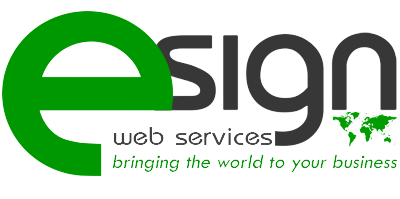 esign
web services
bringing the world to your business